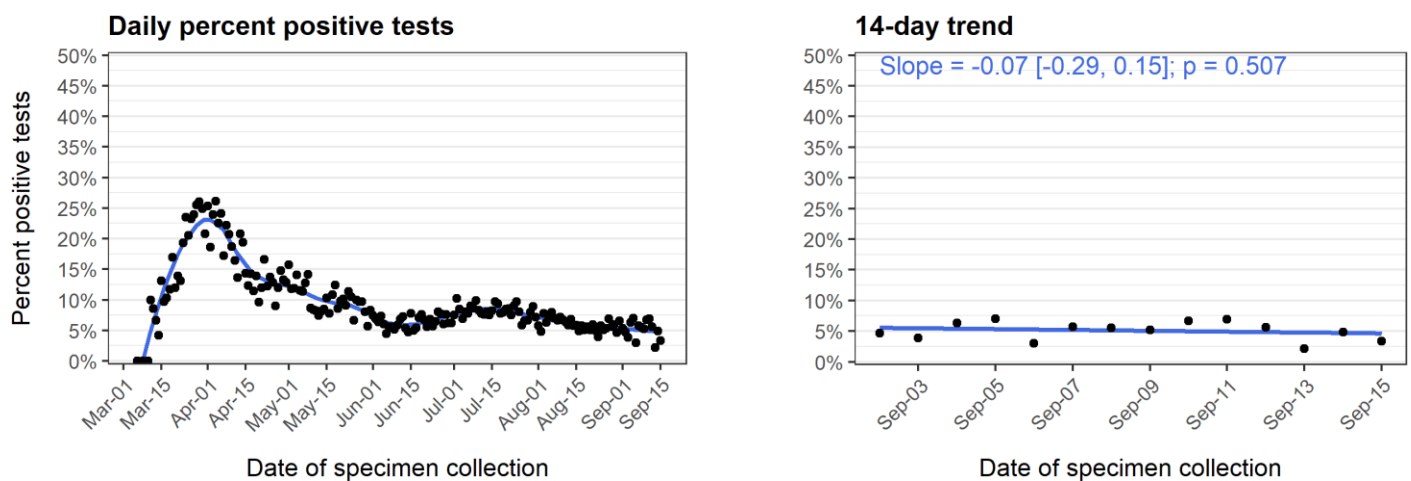 Daily percent positive tests
Percent positive tests
50%
45%
40%
35%
30%
25%
20%
15%
10%
5%
0%
Mar-01
Mar-15
Apr-01
Apr-15
May-01
May-15
Jun-01
Jun-15
Jul-01
Jul-15
Aug-01
Aug-15
Sep-01
Sep-15
Date of specimen collection
14-day trend
Slope = -0.07 [-0.29, 0.15]; p = 0.507
50%
45%
40%
35%
30%
25%
20%
15%
10%
5%
0%
Sep-03
Sep-05
Sep-07
Sep-09
Sep-11
Sep-13
Sep-15
Date of specimen collection